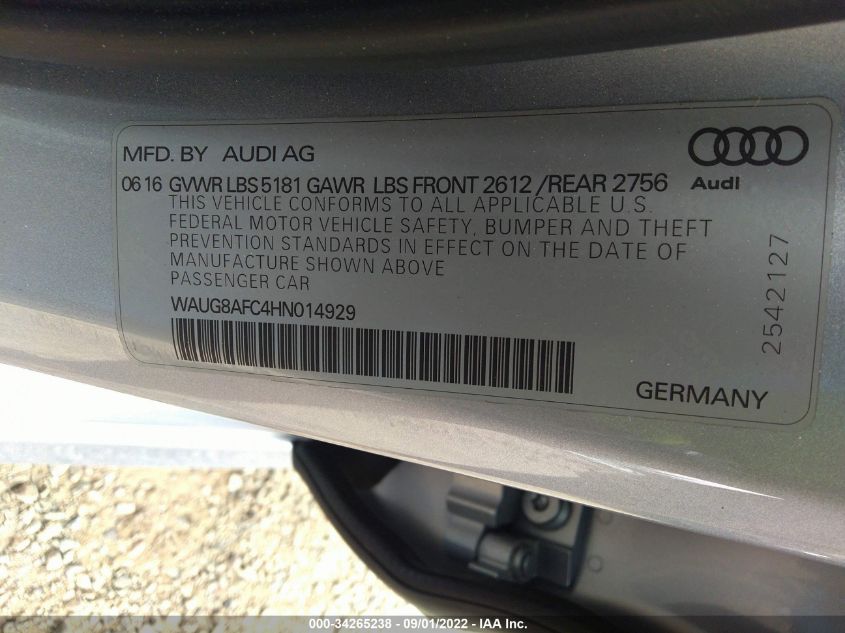 MFD. BY AUDI AG
Audi
06 16 GVWR LBS 5181 GAWR LBS FRONT 2612 /REAR 2756
THIS VEHICLE CONFORMS TO ALL APPLICABLE U.S.
FEDERAL MOTOR VEHICLE SAFETY, BUMPER AND THEFT
PREVENTION STANDARDS IN EFFECT ON THE DATE OF
MANUFACTURE SHOWN ABOVE
PASSENGER CAR
WAUG8AFC4HN014929
2542127
GERMANY
000-34265238 - 09/01/2022 - IAA Inc.